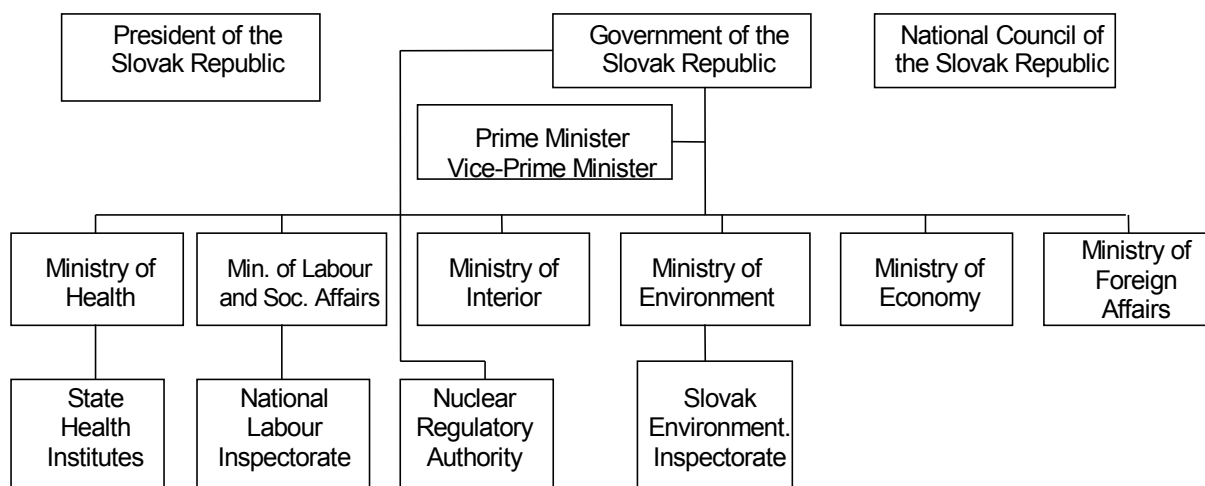 President of the
Slovak Republic
Government of the
Slovak Republic
National Council of
the Slovak Republic
Prime Minister
Vice-Prime Minister
Ministry of
Health
Min. of Labour
and Soc. Affairs
Ministry of
Interior
Ministry of
Environment
Ministry of
Economy
Ministry of
Foreign
Affairs
State
Health
Institutes
National
Labour
Inspectorate
Nuclear
Regulatory
Authority
Slovak
Environment.
Inspectorate